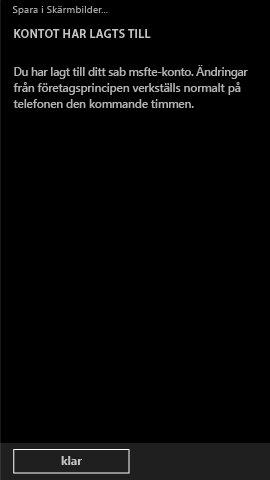 Spara i Skärmbilder...
KONTOT HAR LAGTS TILL
Du har lagt till ditt sab msfte-konto. Ändringar
från företagsprincipen verkställs normalt på
telefonen den kommande timmen.
klar